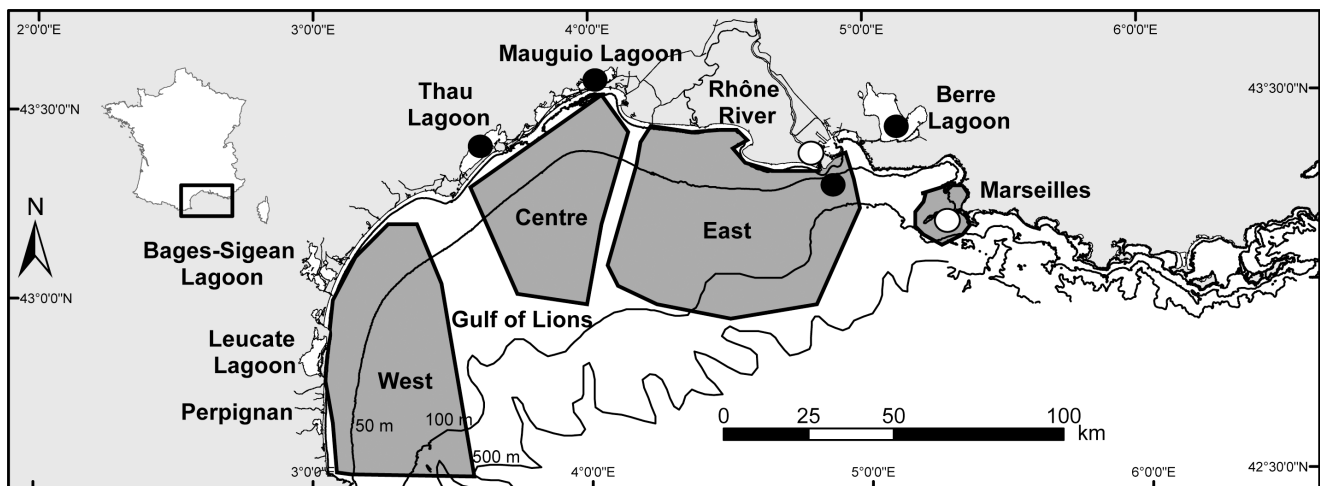 2°0'0"E
3°0'0"E
4°0'0"E
5°0'0"E
6°0'0"E
Mauguio Lagoon
43°30'0"N
43°30'0"N
Thau
Lagoon
Rhône
River
Berre
Lagoon
Marseilles
N
Centre
East
Bages-Sigean
Lagoon
43°0'0"N
43°0'0"N
Gulf of Lions
Leucate
Lagoon
West
Perpignan
50 m
100 m
500 m
0
25
50
100
km
3°0'0"E
4°0'0"E
5°0'0"E
6°0'0"E
42°30'0"N